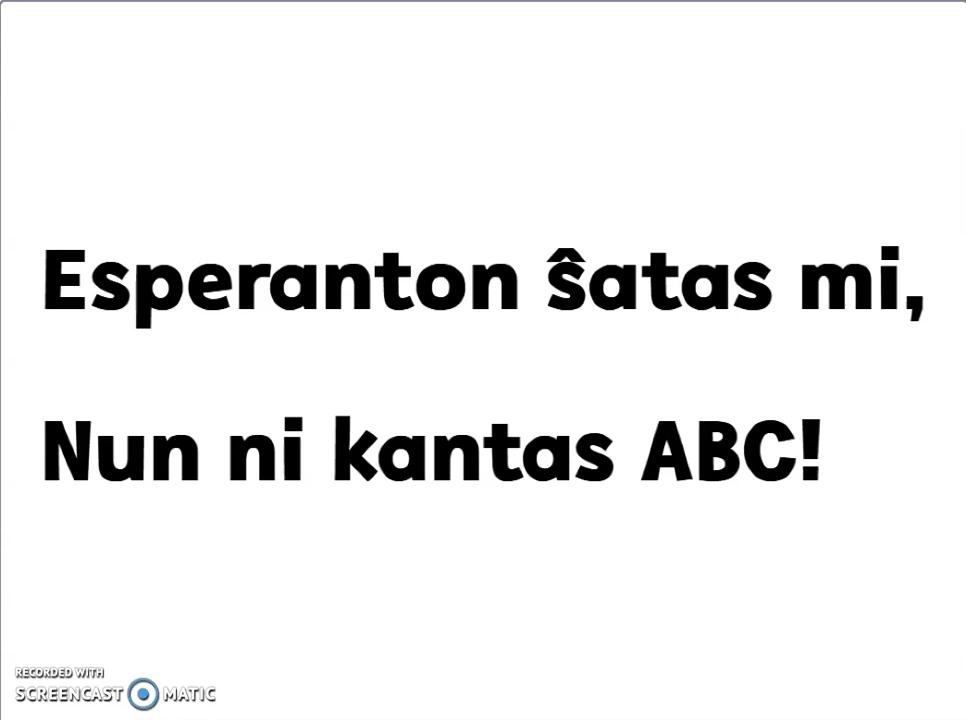 Esperanton ŝatas mi,
Nun ni kantas ABC!
RECORDED WITH
SCREENCAST MATIC